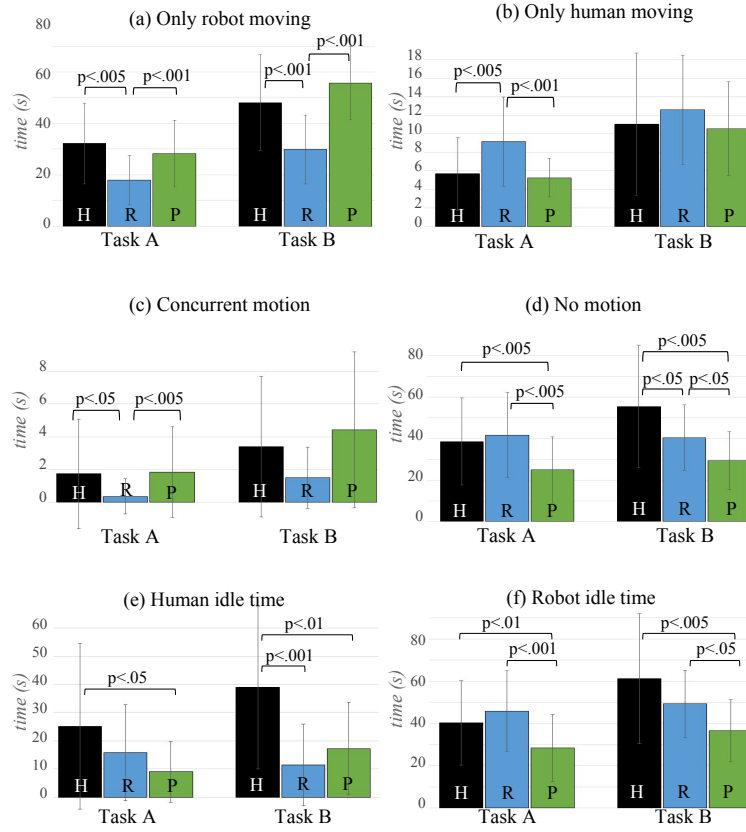 (a) Only robot moving
80
60
40
20
0
time (s)
p<.005
p<.001
p<.001
p<.001
H R P
H R P
Task A
Task B
(b) Only human moving
18
16
14
12
10
8
6
4
2
0
time (s)
p<.005
p<.001
H R P
H R P
Task A
Task B
(c) Concurrent motion
8
6
4
2
0
time (s)
p<.05
p<.005
H R P
H R P
Task A
Task B
(d) No motion
80
60
40
20
0
time (s)
p<.005
p<.005
p<.005
p<.05
p<.05
H R P
H R P
Task A
Task B
(e) Human idle time
60
50
40
30
20
10
0
time (s)
p<.05
p<.01
p<.001
H R P
H R P
Task A
Task B
(f) Robot idle time
80
60
40
20
0
time (s)
p<.01
p<.001
p<.005
p<.05
H R P
H R P
Task A
Task B